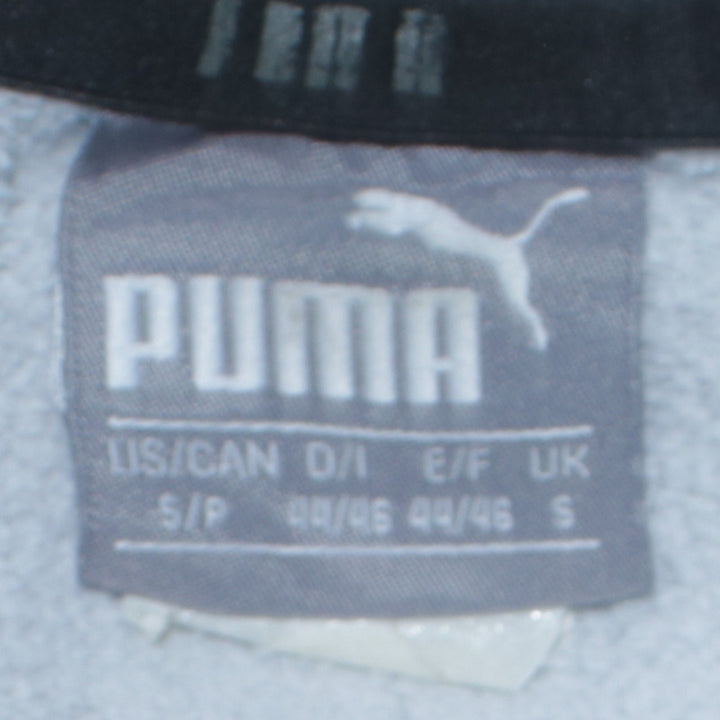 PUMA
US/CAN D/I E/F UK
S/P 44/46 44/46 S